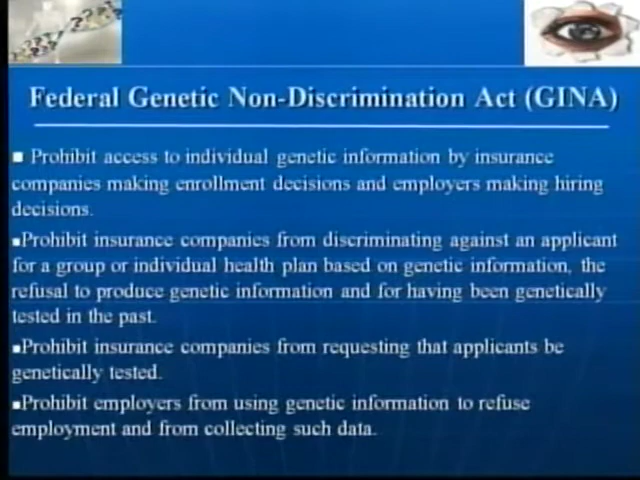 Federal Genetic Non-Discrimination Act (GINA)
Prohibit access to individual genetic information by insurance
companies making enrollment decisions and employers making hiring
decisions.
Prohibit insurance companies from discriminating against an applicant
for a group or individual health plan based on genetic information, the
refusal to produce genetic information and for having been genetically
tested in the past.
Prohibit insurance companies from requesting that applicants be
genetically tested.
Prohibit employers from using genetic information to refuse
employment and from collecting such data.